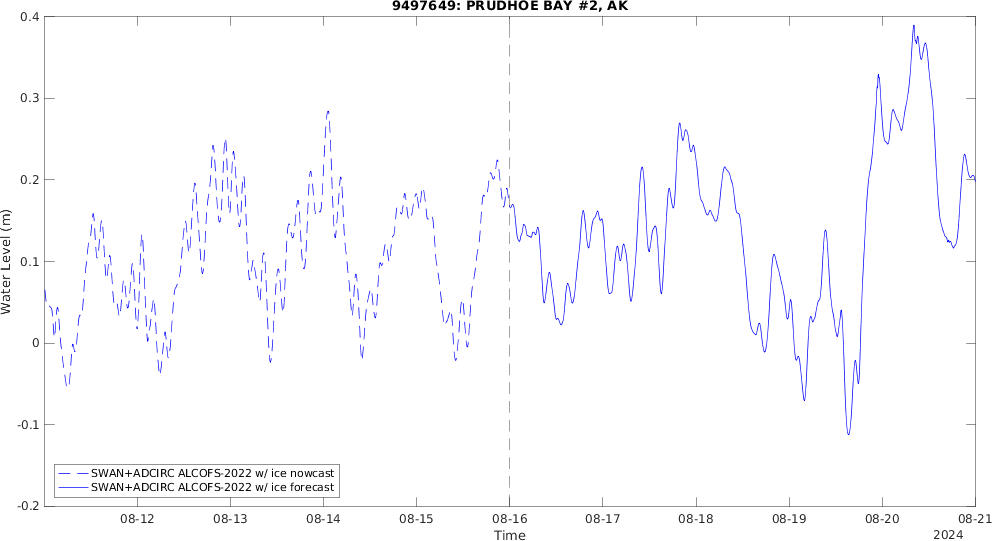 9497649: PRUDHOE BAY #2, AK
0.4
0.3
0.2
0.1
0
-0.1
-0.2
Water Level (m)
SWAN+ADCIRC ALCOFS-2022 w/ ice nowcast
SWAN+ADCIRC ALCOFS-2022 w/ ice forecast
08-12 08-13 08-14 08-15 08-16 08-17 08-18 08-19 08-20 08-21
Time
2024